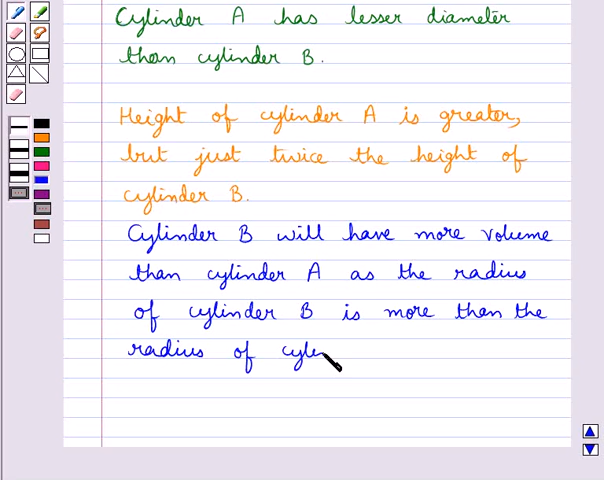 Cylinder A has lesser diameter
than cylinder B.
Height of cylinder A is greater,
but just twice the height of
cylinder B.
Cylinder B will have more volume
than cylinder A as the radius
of cylinder B is more than the
radius of cylin